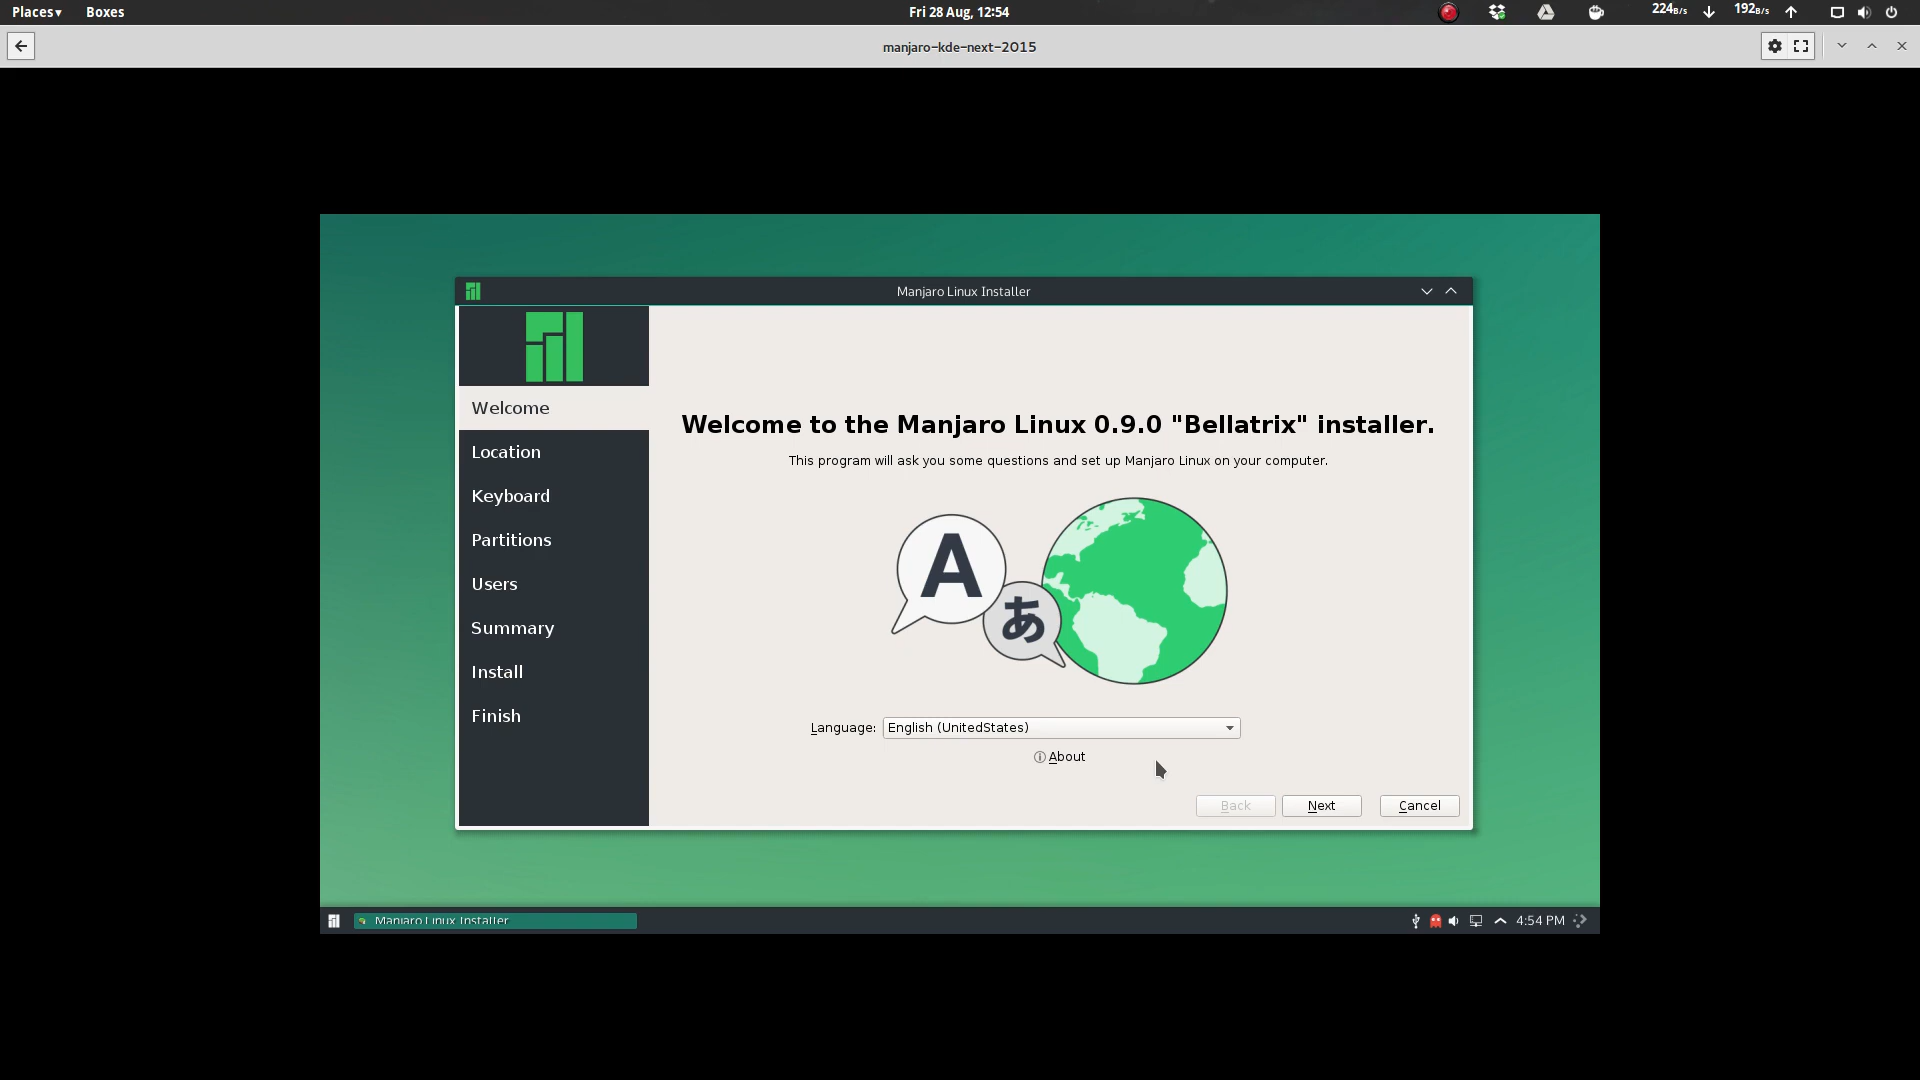 Places▾ Boxes Fri 28 Aug, 12:54 224B/s 192B/s
manjaro-kde-next-2015
Manjaro Linux Installer
Welcome
Location
Keyboard
Partitions
Users
Summary
Install
Finish
Welcome to the Manjaro Linux 0.9.0 "Bellatrix" installer.
This program will ask you some questions and set up Manjaro Linux on your computer.
A
あ
Language: English (UnitedStates)
About
Back Next Cancel
Manjaro Linux Installer 4:54 PM